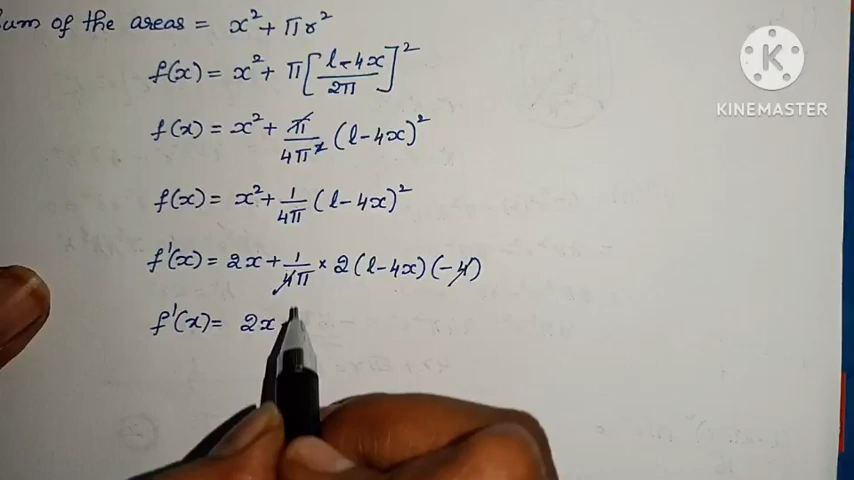 Sum of the areas = x² + πr²
f(x) = x² + π[(l-4x)/2π]²
f(x) = x² + π/4π² (l-4x)²
f(x) = x² + 1/4π (l-4x)²
f'(x) = 2x + 1/4π × 2(l-4x)(-4)
f'(x) = 2x -
KINEMASTER